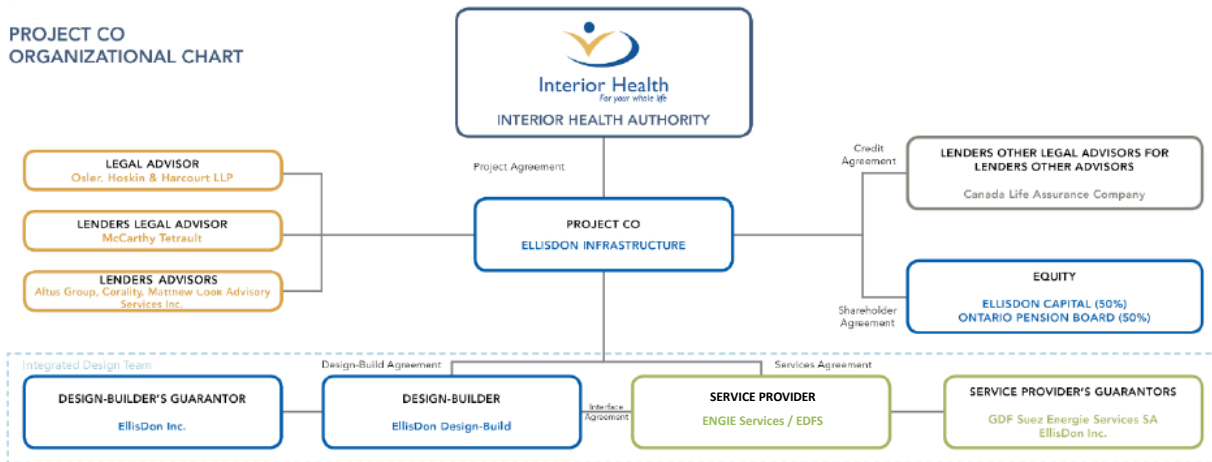 PROJECT CO
ORGANIZATIONAL CHART
Interior Health
For your whole life
INTERIOR HEALTH AUTHORITY
Project Agreement
LEGAL ADVISOR
Osler, Hoskin & Harcourt LLP
LENDERS LEGAL ADVISOR
McCarthy Tetrault
LENDERS ADVISORS
Altus Group, Corality, Matthew Cook Advisory
Services Inc.
PROJECT CO
ELLISDON INFRASTRUCTURE
Credit
Agreement
LENDERS OTHER LEGAL ADVISORS FOR
LENDERS OTHER ADVISORS
Canada Life Assurance Company
Shareholder
Agreement
EQUITY
ELLISDON CAPITAL (50%)
ONTARIO PENSION BOARD (50%)
Integrated Design Team
Design-Build Agreement
Services Agreement
DESIGN-BUILDER'S GUARANTOR
EllisDon Inc.
DESIGN-BUILDER
EllisDon Design-Build
Interface
Agreement
SERVICE PROVIDER
ENGIE Services / EDFS
SERVICE PROVIDER'S GUARANTORS
GDF Suez Energie Services SA
EllisDon Inc.